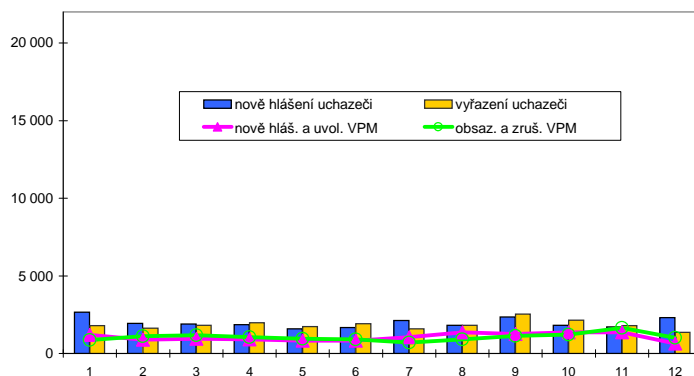 20 000
15 000
10 000
5 000
0
nově hlášení uchazeči
vyřazení uchazeči
nově hláš. a uvol. VPM
obsaz. a zruš. VPM
1 2 3 4 5 6 7 8 9 10 11 12